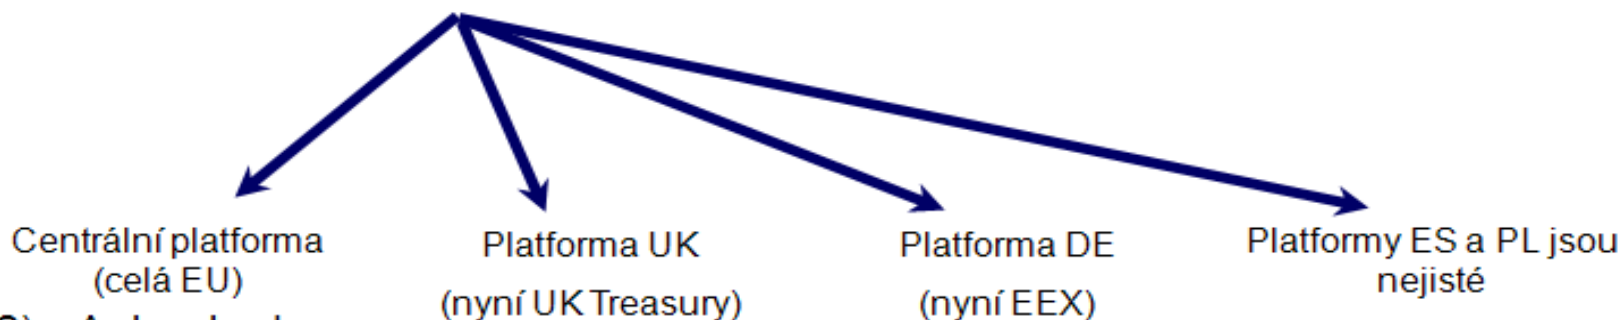 Centrální platforma
(celá EU)
Platforma UK
(nyní UK Treasury)
Platforma DE
(nyní EEX)
Platformy ES a PL jsou
nejisté